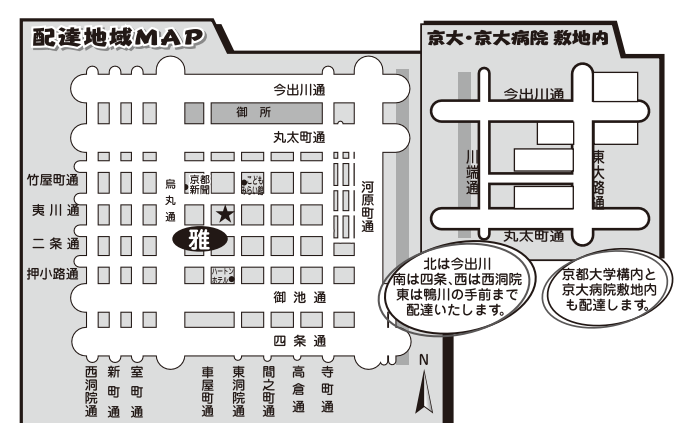 配達地域MAP
今出川通
御所
丸太町通
竹屋町通
夷川通
二条通
押小路通
烏丸通
京都
新聞
こども
みらい館
河原町通
雅
ハートン
ホテル
御池通
四条通
西洞院通
新町通
室町通
車屋町通
東洞院通
間之町通
高倉通
寺町通
N
北は今出川
南は四条、西は西洞院
東は鴨川の手前まで
配達いたします。
京大・京大病院 敷地内
今出川通
川端通
東大路通
丸太町通
京都大学構内と
京大病院敷地内
も配達します。